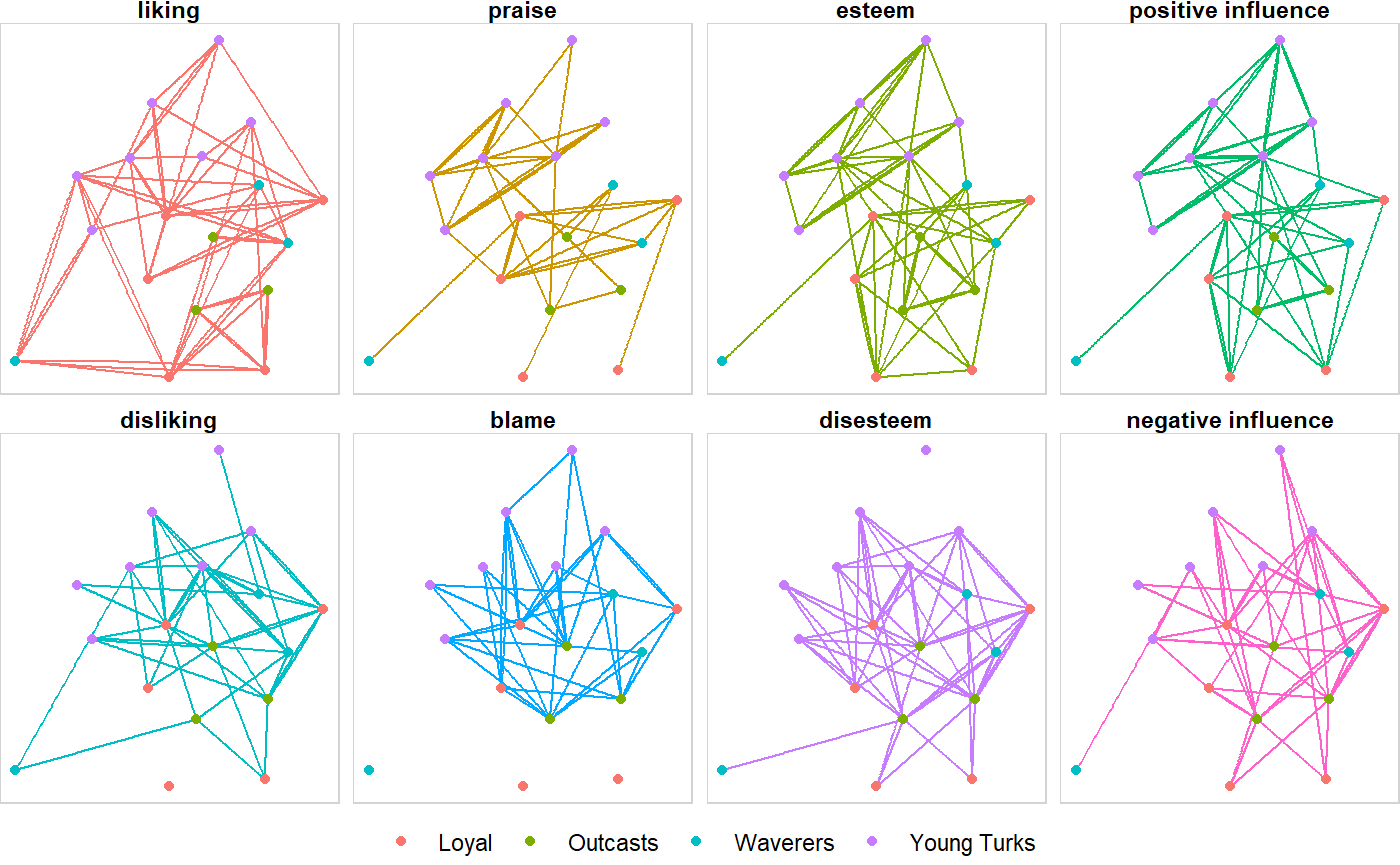 liking praise esteem positive influence
disliking blame disesteem negative influence
Loyal Outcasts Waverers Young Turks